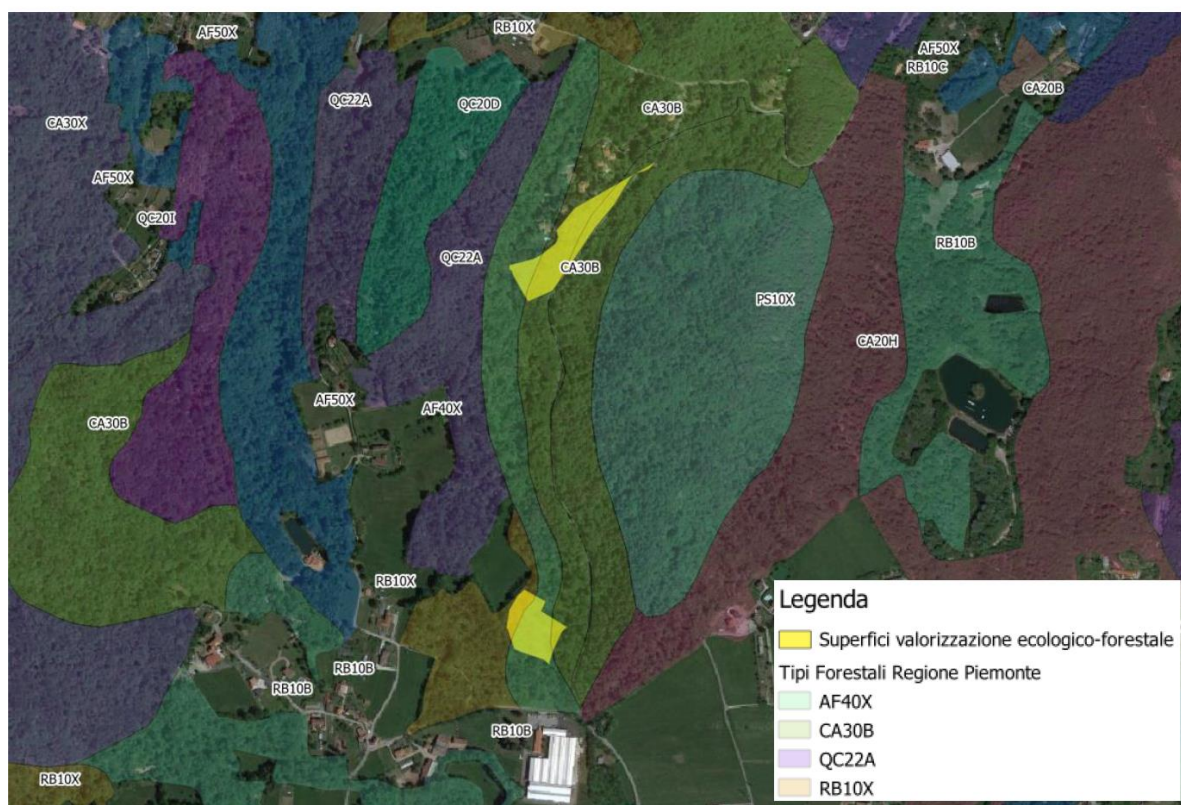 AF50X
RB10X
AF50X
RB10C
CA20B
QC22A
QC20D
CA30B
CA30X
AF50X
QC20I
QC22A
CA30B
RB10B
PS10X
CA20H
AF50X
AF40X
CA30B
RB10X
RB10B
RB10B
RB10B
RB10X
Legenda
Superfici valorizzazione ecologico-forestale
Tipi Forestali Regione Piemonte
AF40X
CA30B
QC22A
RB10X